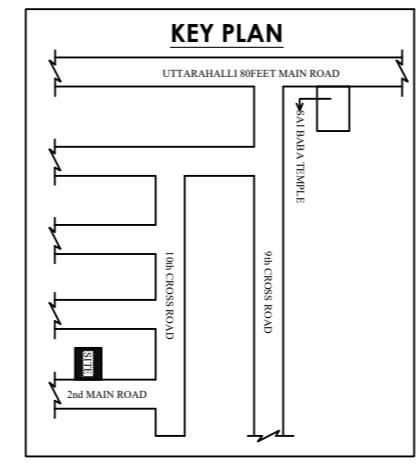 KEY PLAN
UTTARAHALLI 80FEET MAIN ROAD
SAI BABA TEMPLE
10th CROSS ROAD
9th CROSS ROAD
SITE
2nd MAIN ROAD